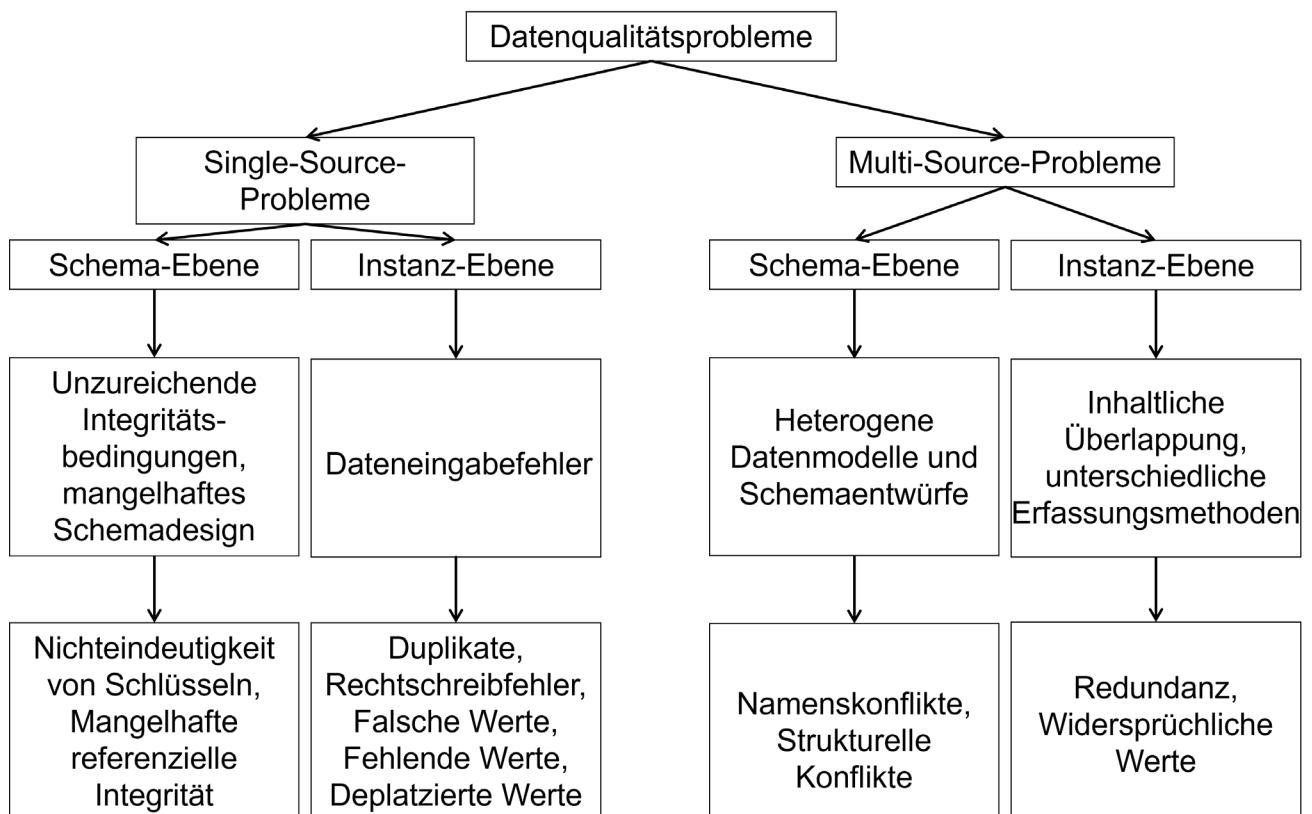 Datenqualitätsprobleme
Single-Source-
Probleme
Multi-Source-Probleme
Schema-Ebene
Instanz-Ebene
Schema-Ebene
Instanz-Ebene
Unzureichende
Integritäts-
bedingungen,
mangelhaftes
Schemadesign
Dateneingabefehler
Heterogene
Datenmodelle und
Schemaentwürfe
Inhaltliche
Überlappung,
unterschiedliche
Erfassungsmethoden
Nichteindeutigkeit
von Schlüsseln,
Mangelhafte
referenzielle
Integrität
Duplikate,
Rechtschreibfehler,
Falsche Werte,
Fehlende Werte,
Deplatzierte Werte
Namenskonflikte,
Strukturelle
Konflikte
Redundanz,
Widersprüchliche
Werte